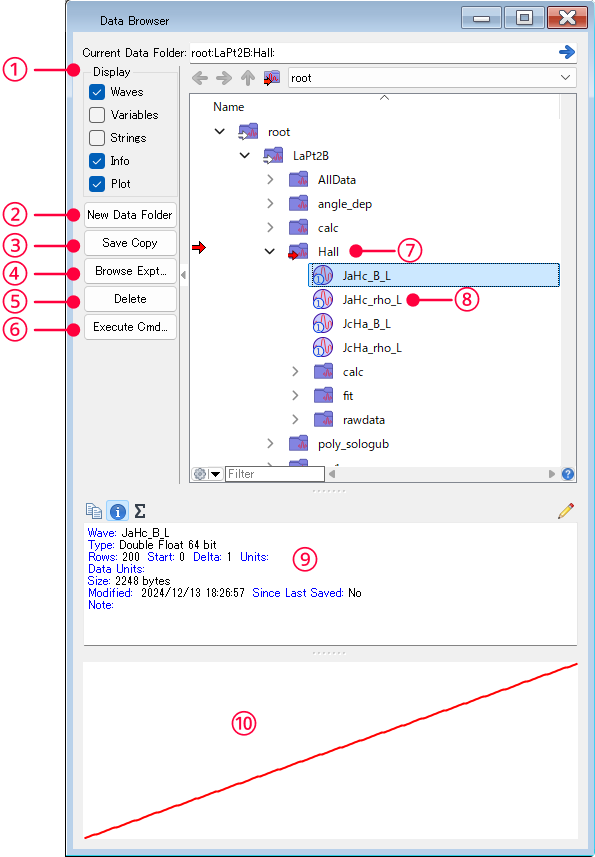 Data Browser
Current Data Folder: root:LaPt2B:Hall:
① Display
Waves
Variables
Strings
Info
Plot
② New Data Folder
③ Save Copy
④ Browse Expt...
⑤ Delete
⑥ Execute Cmd...
root
Name
root
LaPt2B
AllData
angle_dep
calc
Hall ⑦
JaHc_B_L
JaHc_rho_L ⑧
JcHa_B_L
JcHa_rho_L
calc
fit
rawdata
poly_sologub
Filter
Wave: JaHc_B_L
Type: Double Float 64 bit
Rows: 200 Start: 0 Delta: 1 Units:
Data Units:
Size: 2248 bytes
Modified: 2024/12/13 18:26:57 Since Last Saved: No
Note:
⑨
⑩